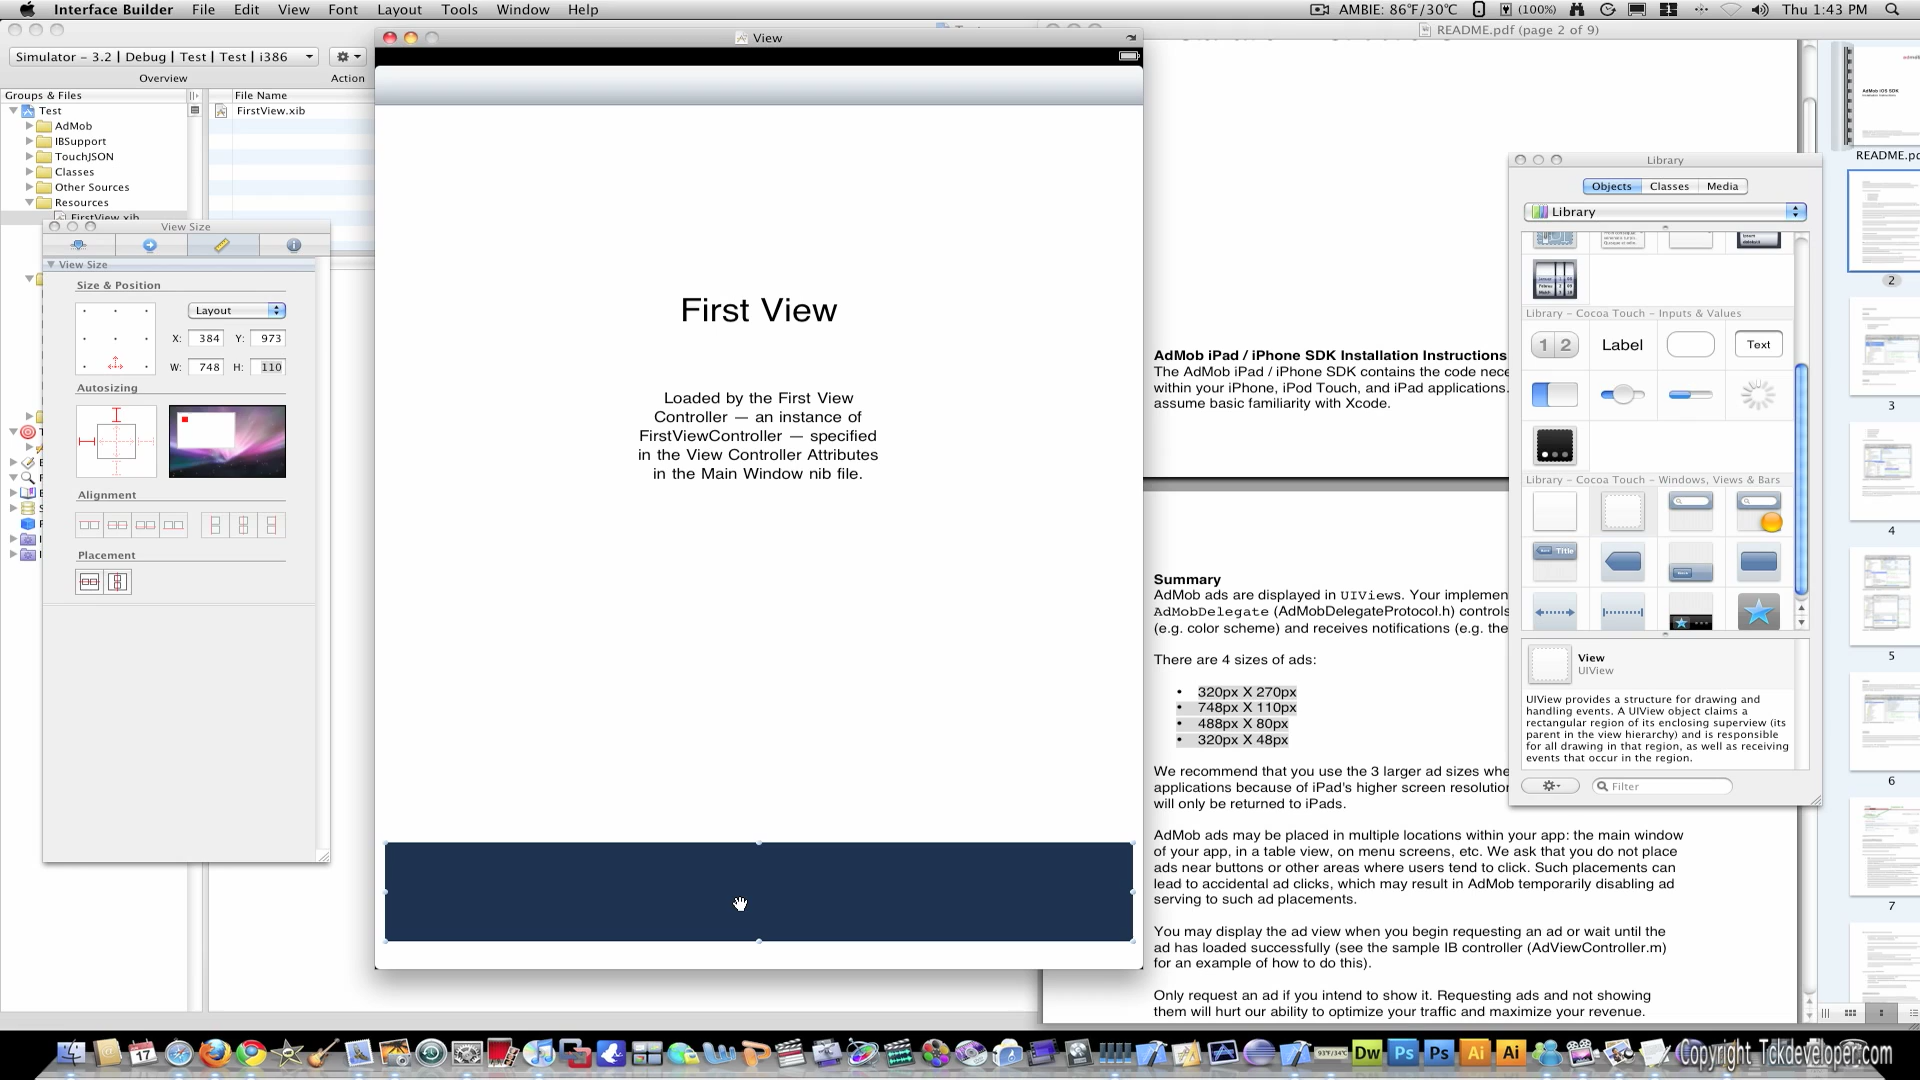 Interface Builder File Edit View Font Layout Tools Window Help
AMBIE: 86°F/30°C (100%) Thu 1:43 PM
View
README.pdf (page 2 of 9)
Simulator – 3.2 | Debug | Test | Test | i386
Overview
Action
Groups & Files
File Name
Test
FirstView.xib
AdMob
IBSupport
TouchJSON
Classes
Other Sources
Resources
FirstView.xib
View Size
View Size
Size & Position
Layout
X: 384 Y: 973
W: 748 H: 110
Autosizing
Alignment
Placement
First View
Loaded by the First View
Controller — an instance of
FirstViewController — specified
in the View Controller Attributes
in the Main Window nib file.
AdMob iPad / iPhone SDK Installation Instructions
The AdMob iPad / iPhone SDK contains the code nece
within your iPhone, iPod Touch, and iPad applications.
assume basic familiarity with Xcode.
Summary
AdMob ads are displayed in UIViews. Your implemen
AdMobDelegate (AdMobDelegateProtocol.h) controls
(e.g. color scheme) and receives notifications (e.g. the
There are 4 sizes of ads:
• 320px X 270px
• 748px X 110px
• 488px X 80px
• 320px X 48px
We recommend that you use the 3 larger ad sizes whe
applications because of iPad's higher screen resolution
will only be returned to iPads.
AdMob ads may be placed in multiple locations within your app: the main window
of your app, in a table view, on menu screens, etc. We ask that you do not place
ads near buttons or other areas where users tend to click. Such placements can
lead to accidental ad clicks, which may result in AdMob temporarily disabling ad
serving to such ad placements.
You may display the ad view when you begin requesting an ad or wait until the
ad has loaded successfully (see the sample IB controller (AdViewController.m)
for an example of how to do this).
Only request an ad if you intend to show it. Requesting ads and not showing
them will hurt our ability to optimize your traffic and maximize your revenue.
Library
Objects Classes Media
Library
Library – Cocoa Touch – Inputs & Values
1 2 Label Text
Library – Cocoa Touch – Windows, Views & Bars
Title
View
UIView
UIView provides a structure for drawing and
handling events. A UIView object claims a
rectangular region of its enclosing superview (its
parent in the view hierarchy) and is responsible
for all drawing in that region, as well as receiving
events that occur in the region.
Filter
AdMob iOS SDK
README.pd
2
3
4
5
6
7
17
93°F/34°C
Dw Ps Ps Ai Ai
Copyright Tckdeveloper.com